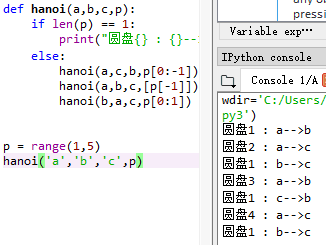 def hanoi(a,b,c,p):
if len(p) == 1:
print("圆盘{} : {}--
else:
hanoi(a,c,b,p[0:-1])
hanoi(a,b,c,[p[-1]])
hanoi(b,a,c,p[0:1])
p = range(1,5)
hanoi('a','b','c',p)
Variable exp
IPython console
Console 1/A
wdir='C:/Users/
py3')
圆盘1 : a-->b
圆盘2 : a-->c
圆盘1 : b-->c
圆盘3 : a-->b
圆盘1 : c-->b
圆盘4 : a-->c
圆盘1 : b-->c